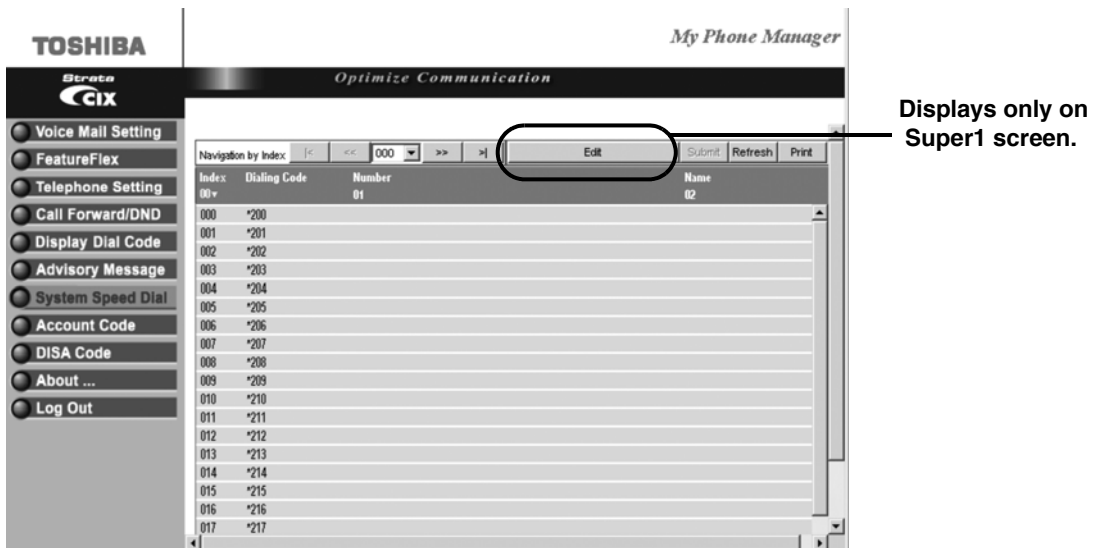 TOSHIBA
My Phone Manager
Strata
CIX
Optimize Communication
Displays only on
Super1 screen.
Voice Mail Setting
FeatureFlex
Telephone Setting
Call Forward/DND
Display Dial Code
Advisory Message
System Speed Dial
Account Code
DISA Code
About ...
Log Out
Navigation by Index |< << 000 >> >| Edit Submit Refresh Print
Index Dialing Code Number Name
00 01 02
000 *200
001 *201
002 *202
003 *203
004 *204
005 *205
006 *206
007 *207
008 *208
009 *209
010 *210
011 *211
012 *212
013 *213
014 *214
015 *215
016 *216
017 *217